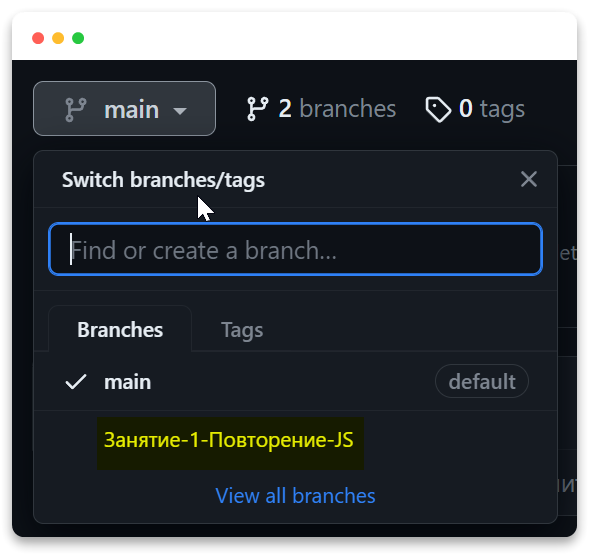 main
2 branches
0 tags
Switch branches/tags
Find or create a branch...
Branches
Tags
main
default
Занятие-1-Повторение-JS
View all branches